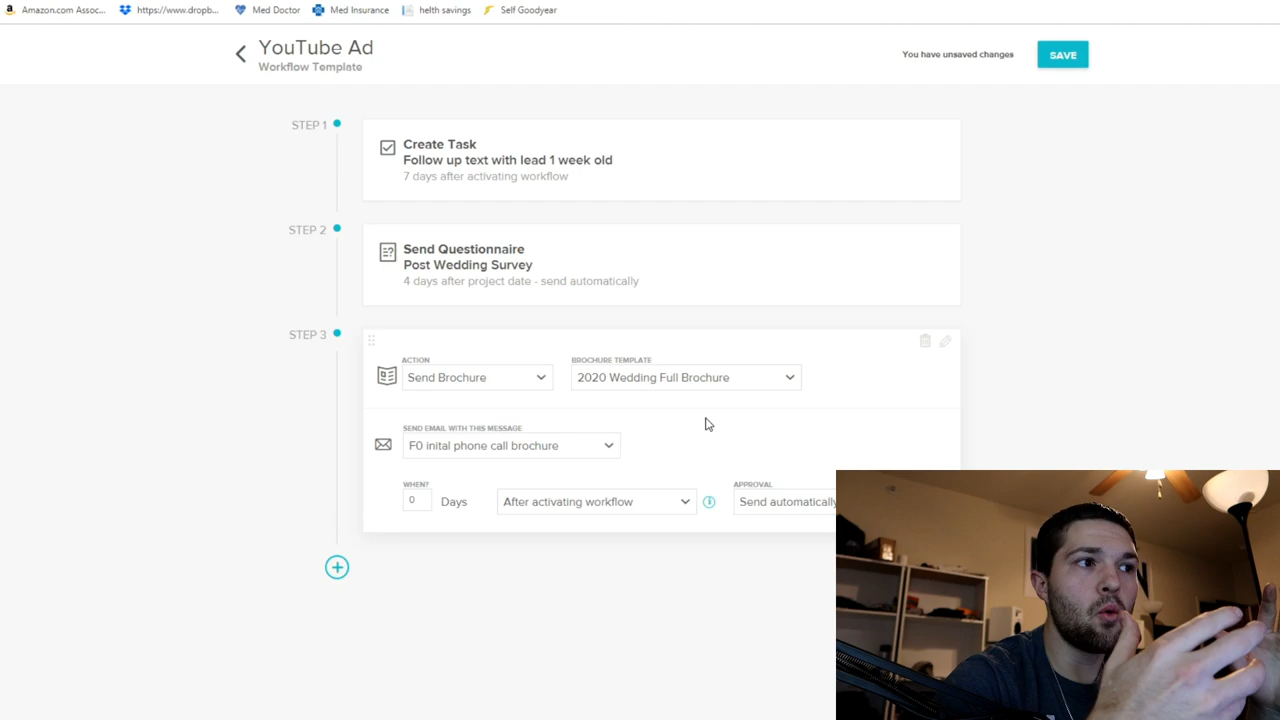 Amazon.com Assoc...
https://www.dropb...
Med Doctor
Med Insurance
helth savings
Self Goodyear
YouTube Ad
Workflow Template
You have unsaved changes
SAVE
STEP 1
Create Task
Follow up text with lead 1 week old
7 days after activating workflow
STEP 2
Send Questionnaire
Post Wedding Survey
4 days after project date - send automatically
STEP 3
ACTION
Send Brochure
BROCHURE TEMPLATE
2020 Wedding Full Brochure
SEND EMAIL WITH THIS MESSAGE
F0 inital phone call brochure
WHEN?
0 Days
After activating workflow
APPROVAL
Send automatically